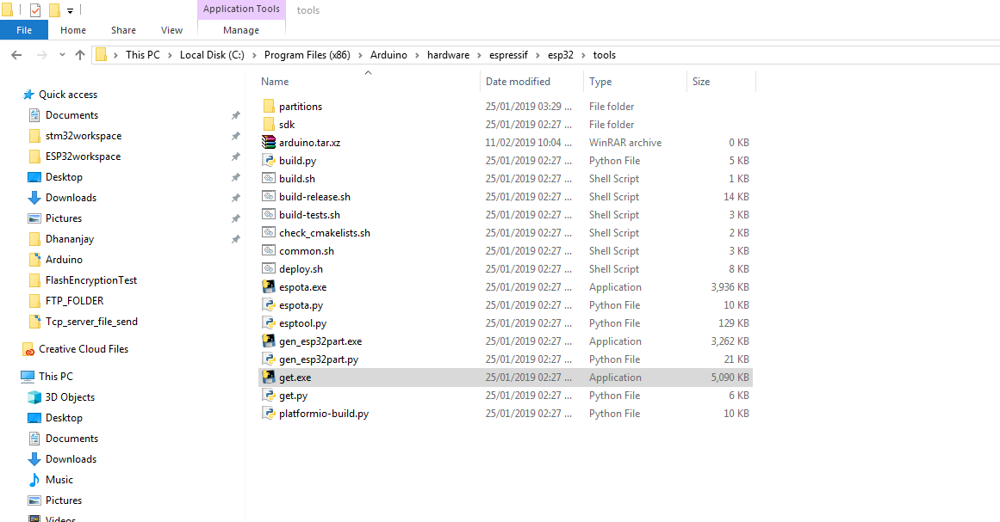 Application Tools tools
File Home Share View Manage
This PC Local Disk (C:) Program Files (x86) Arduino hardware espressif esp32 tools
Name Date modified Type Size
Quick access
Documents
stm32workspace
ESP32workspace
Desktop
Downloads
Pictures
Dhananjay
Arduino
FlashEncryptionTest
FTP_FOLDER
Tcp_server_file_send
Creative Cloud Files
This PC
3D Objects
Desktop
Documents
Downloads
Music
Pictures
Videos
partitions 25/01/2019 03:29 ... File folder
sdk 25/01/2019 02:27 ... File folder
arduino.tar.xz 11/02/2019 10:04 ... WinRAR archive 0 KB
build.py 25/01/2019 02:27 ... Python File 5 KB
build.sh 25/01/2019 02:27 ... Shell Script 1 KB
build-release.sh 25/01/2019 02:27 ... Shell Script 14 KB
build-tests.sh 25/01/2019 02:27 ... Shell Script 3 KB
check_cmakelists.sh 25/01/2019 02:27 ... Shell Script 2 KB
common.sh 25/01/2019 02:27 ... Shell Script 3 KB
deploy.sh 25/01/2019 02:27 ... Shell Script 8 KB
espota.exe 25/01/2019 02:27 ... Application 3,936 KB
espota.py 25/01/2019 02:27 ... Python File 10 KB
esptool.py 25/01/2019 02:27 ... Python File 129 KB
gen_esp32part.exe 25/01/2019 02:27 ... Application 3,262 KB
gen_esp32part.py 25/01/2019 02:27 ... Python File 21 KB
get.exe 25/01/2019 02:27 ... Application 5,090 KB
get.py 25/01/2019 02:27 ... Python File 6 KB
platformio-build.py 25/01/2019 02:27 ... Python File 10 KB